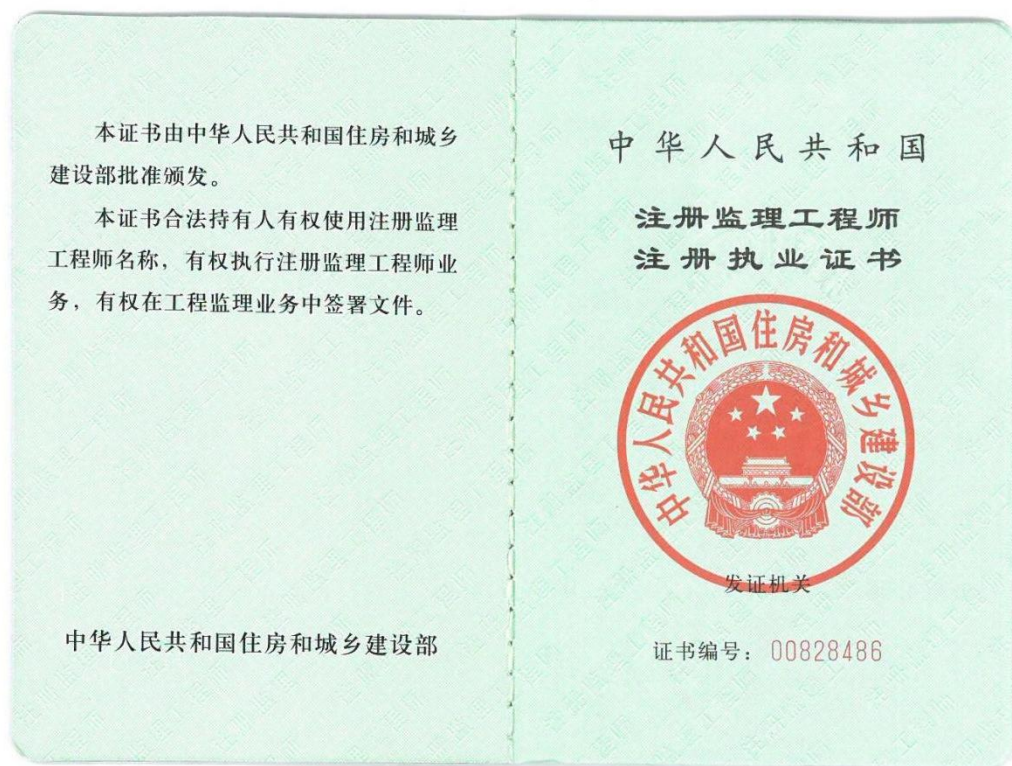 本证书由中华人民共和国住房和城乡
建设部批准颁发。
本证书合法持有人有权使用注册监理
工程师名称，有权执行注册监理工程师业
务，有权在工程监理业务中签署文件。
中华人民共和国住房和城乡建设部
中华人民共和国
注册监理工程师
注册执业证书
中华人民共和国住房和城乡建设部
发证机关
证书编号：00828486